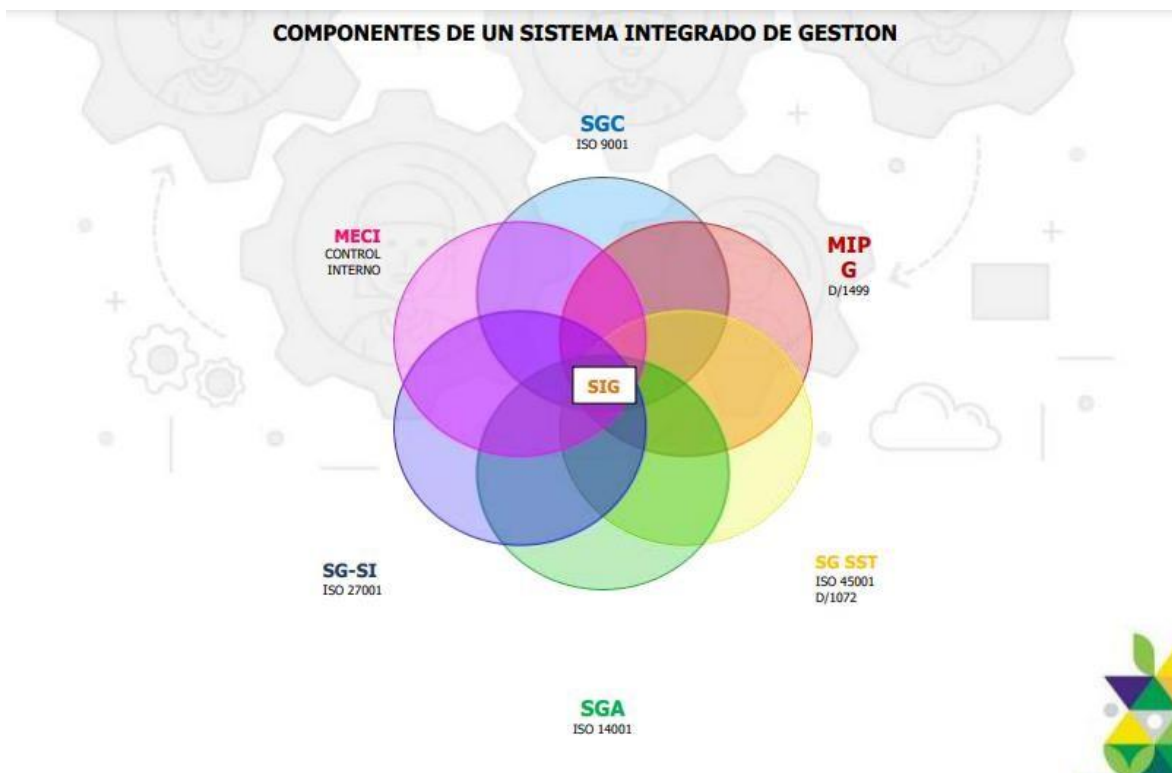 COMPONENTES DE UN SISTEMA INTEGRADO DE GESTION
SGC
ISO 9001
MECI
CONTROL
INTERNO
MIP
G
D/1499
SIG
SG-SI
ISO 27001
SG SST
ISO 45001
D/1072
SGA
ISO 14001